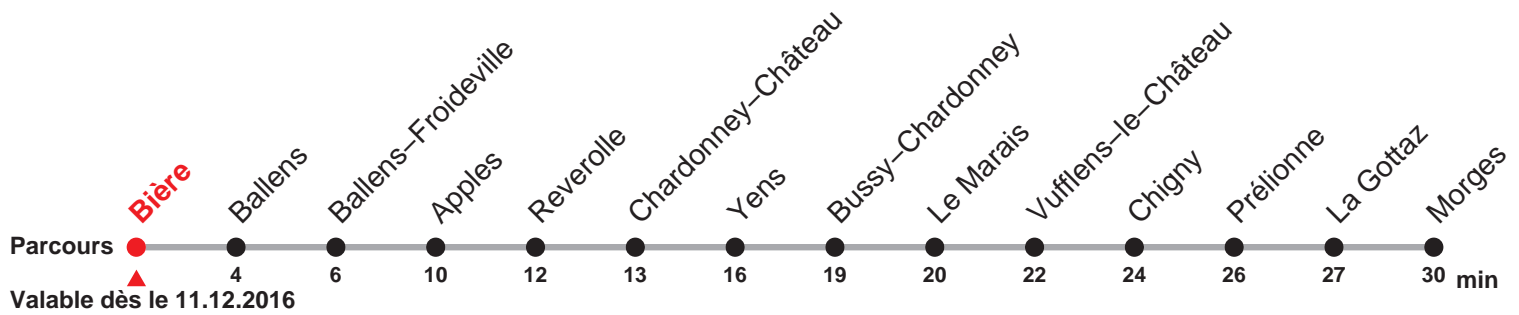 Bière
Ballens
Ballens–Froideville
Apples
Reverolle
Chardonney–Château
Yens
Bussy–Chardonney
Le Marais
Vufflens–le–Château
Chigny
Prélionne
La Gottaz
Morges
Parcours
4 6 10 12 13 16 19 20 22 24 26 27 30 min
Valable dès le 11.12.2016